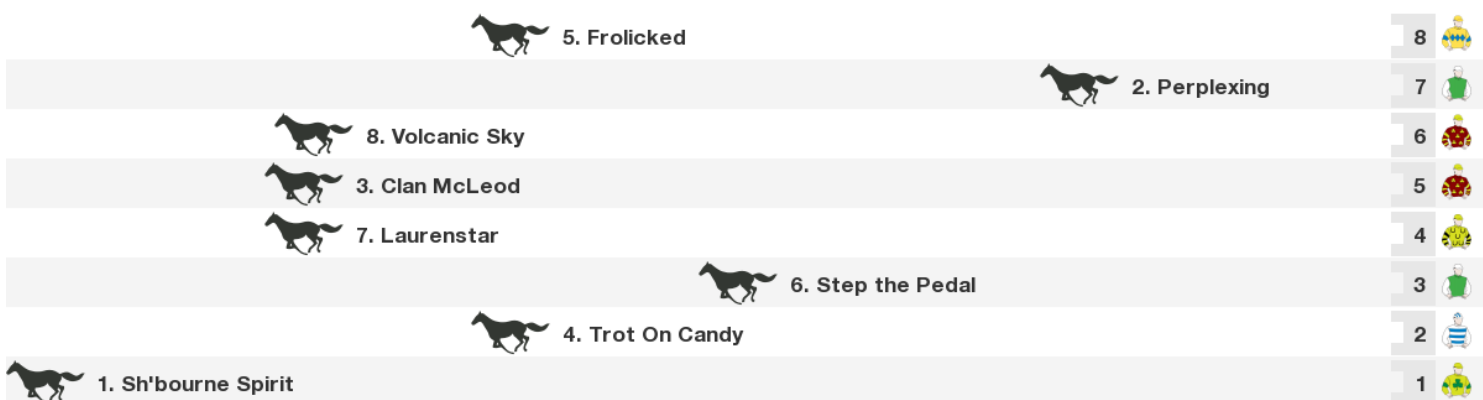 5. Frolicked 8
2. Perplexing 7
8. Volcanic Sky 6
3. Clan McLeod 5
7. Laurenstar 4
6. Step the Pedal 3
4. Trot On Candy 2
1. Sh'bourne Spirit 1